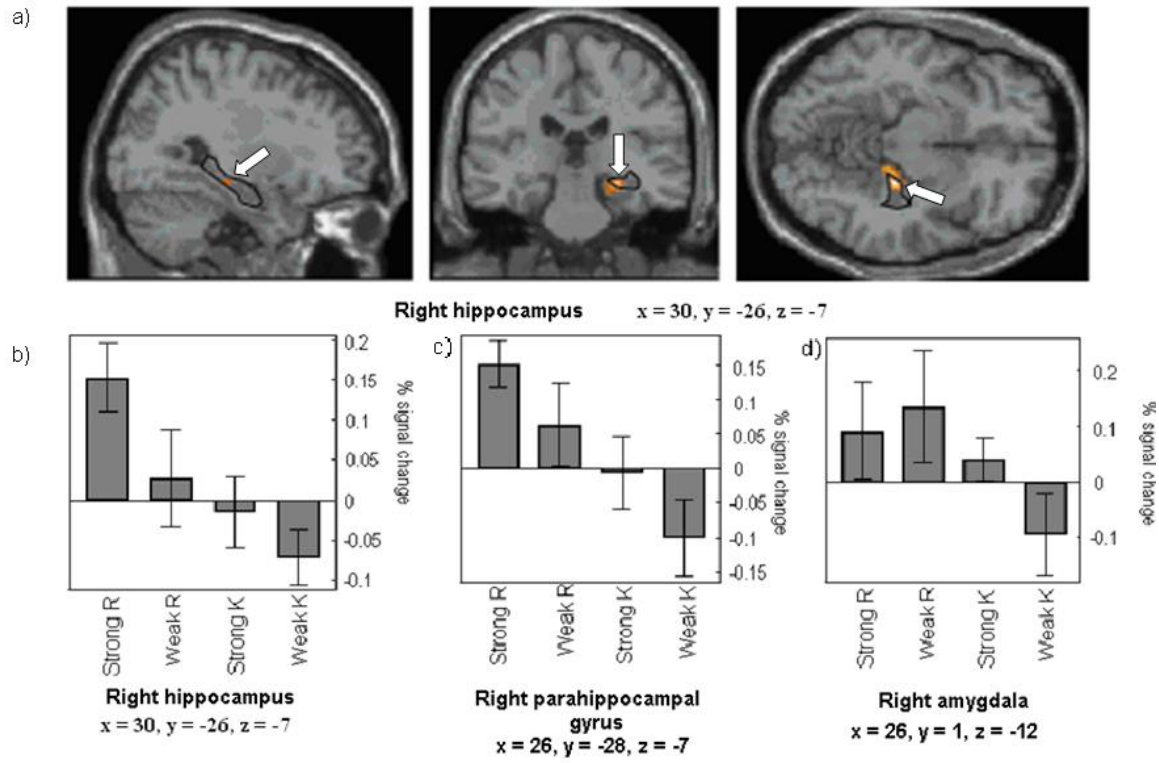 a)
Right hippocampus x = 30, y = -26, z = -7
b)
0.2
0.15
0.1
0.05
0
-0.05
-0.1
% signal change
Strong R
Weak R
Strong K
Weak K
Right hippocampus
x = 30, y = -26, z = -7
c)
0.15
0.1
0.05
0
-0.05
-0.1
-0.15
% signal change
Strong R
Weak R
Strong K
Weak K
Right parahippocampal
gyrus
x = 26, y = -28, z = -7
d)
0.2
0.1
0
-0.1
% signal change
Strong R
Weak R
Strong K
Weak K
Right amygdala
x = 26, y = 1, z = -12